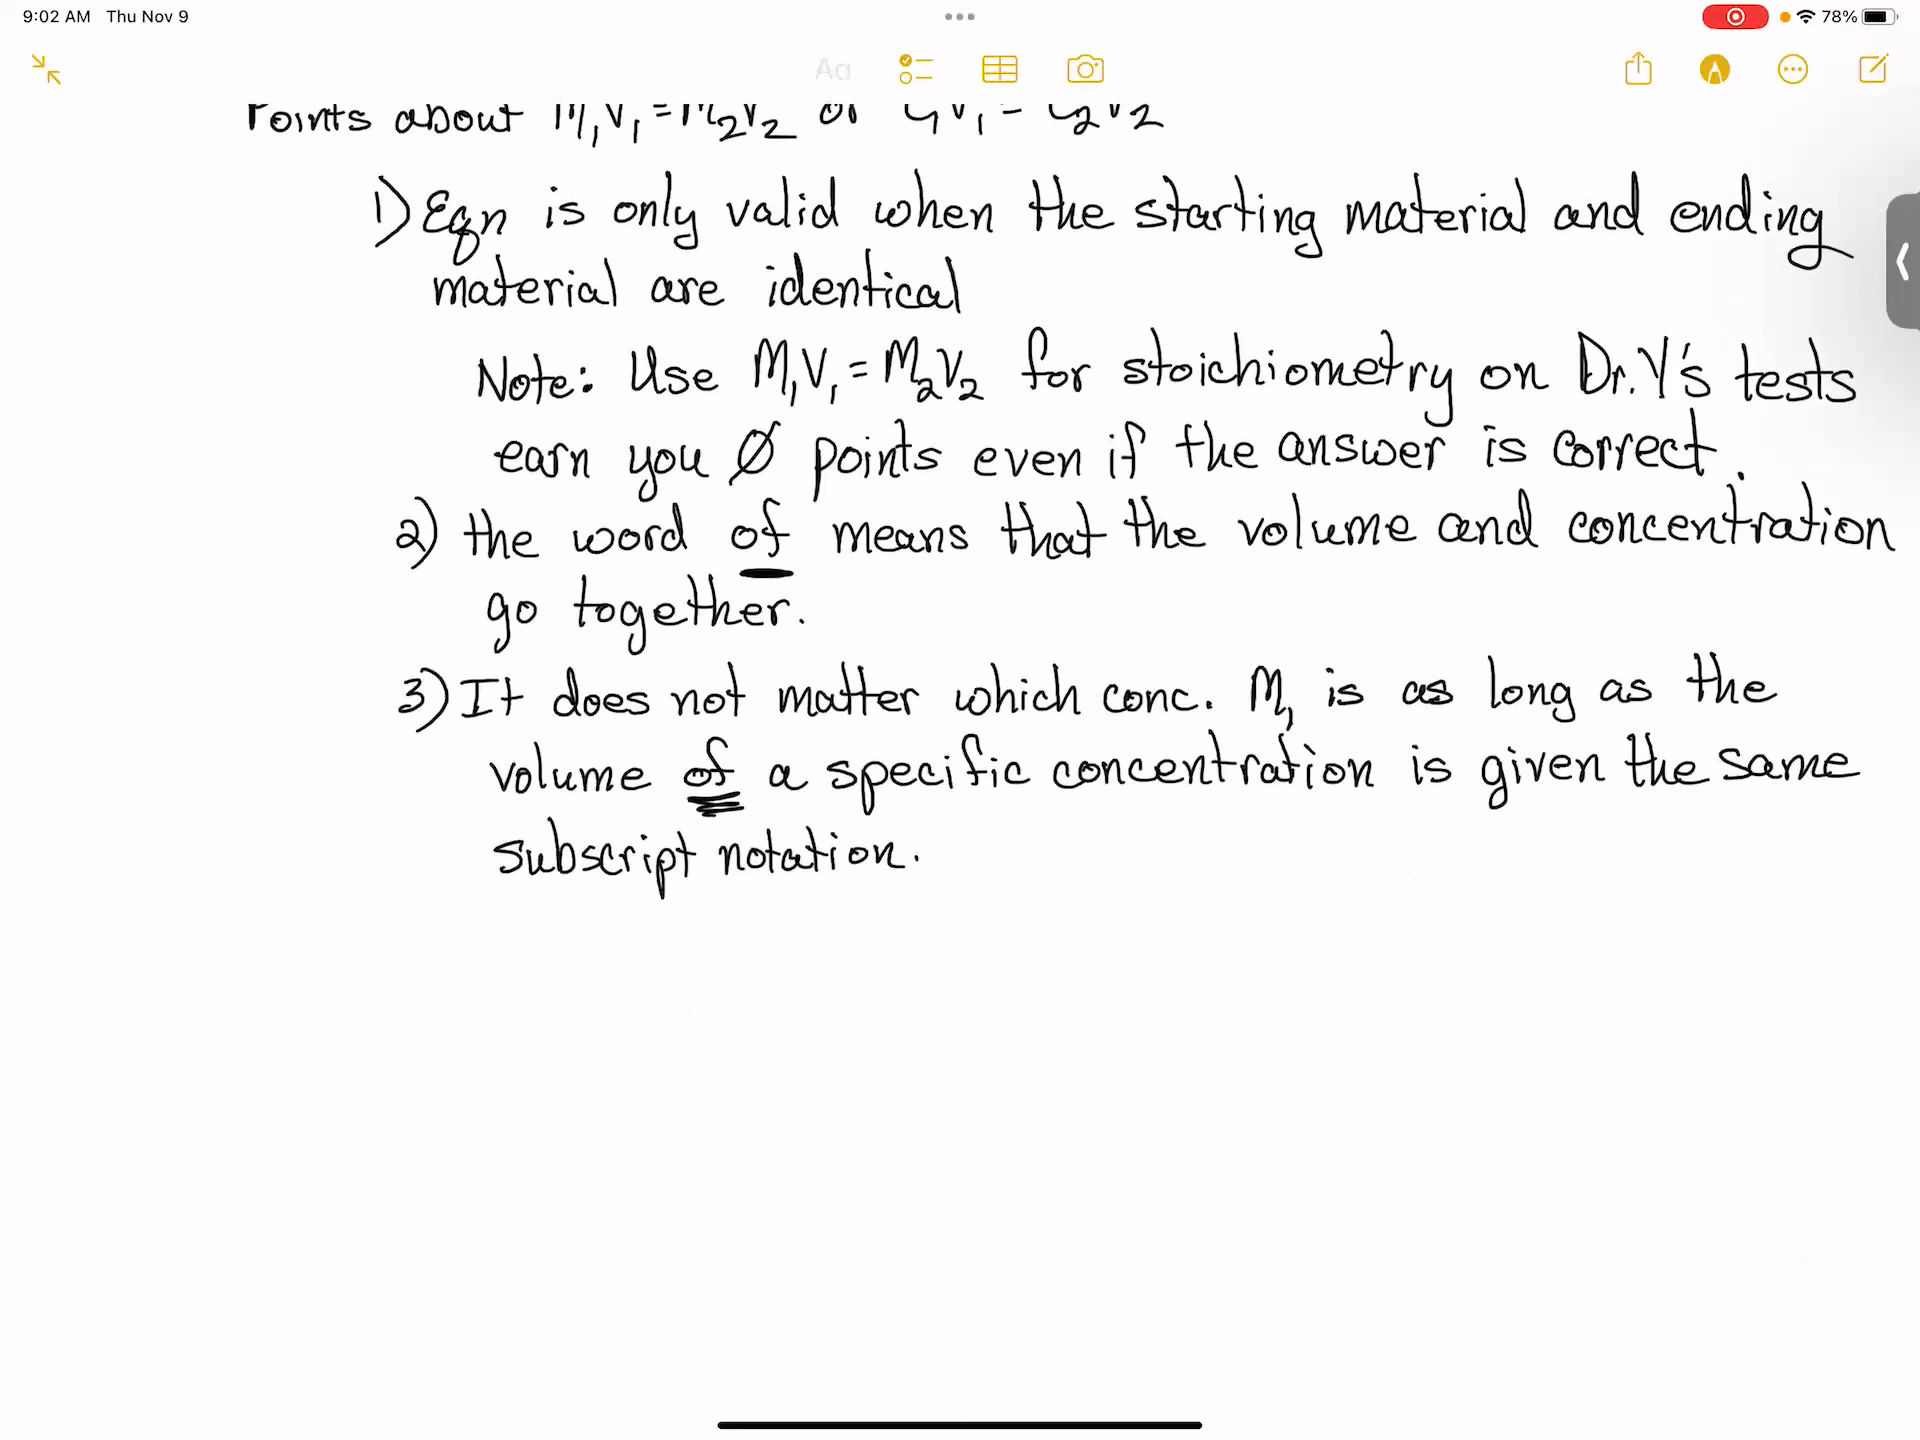 9:02 AM Thu Nov 9
78%
Aa
Points about M₁V₁ = M₂V₂ or C₁V₁ = C₂V₂
1) Eqn is only valid when the starting material and ending
material are identical
Note: Use M₁V₁ = M₂V₂ for stoichiometry on Dr. Y's tests
earn you Ø points even if the answer is correct.
2) the word of means that the volume and concentration
go together.
3) It does not matter which conc. M₁ is as long as the
volume of a specific concentration is given the same
subscript notation.